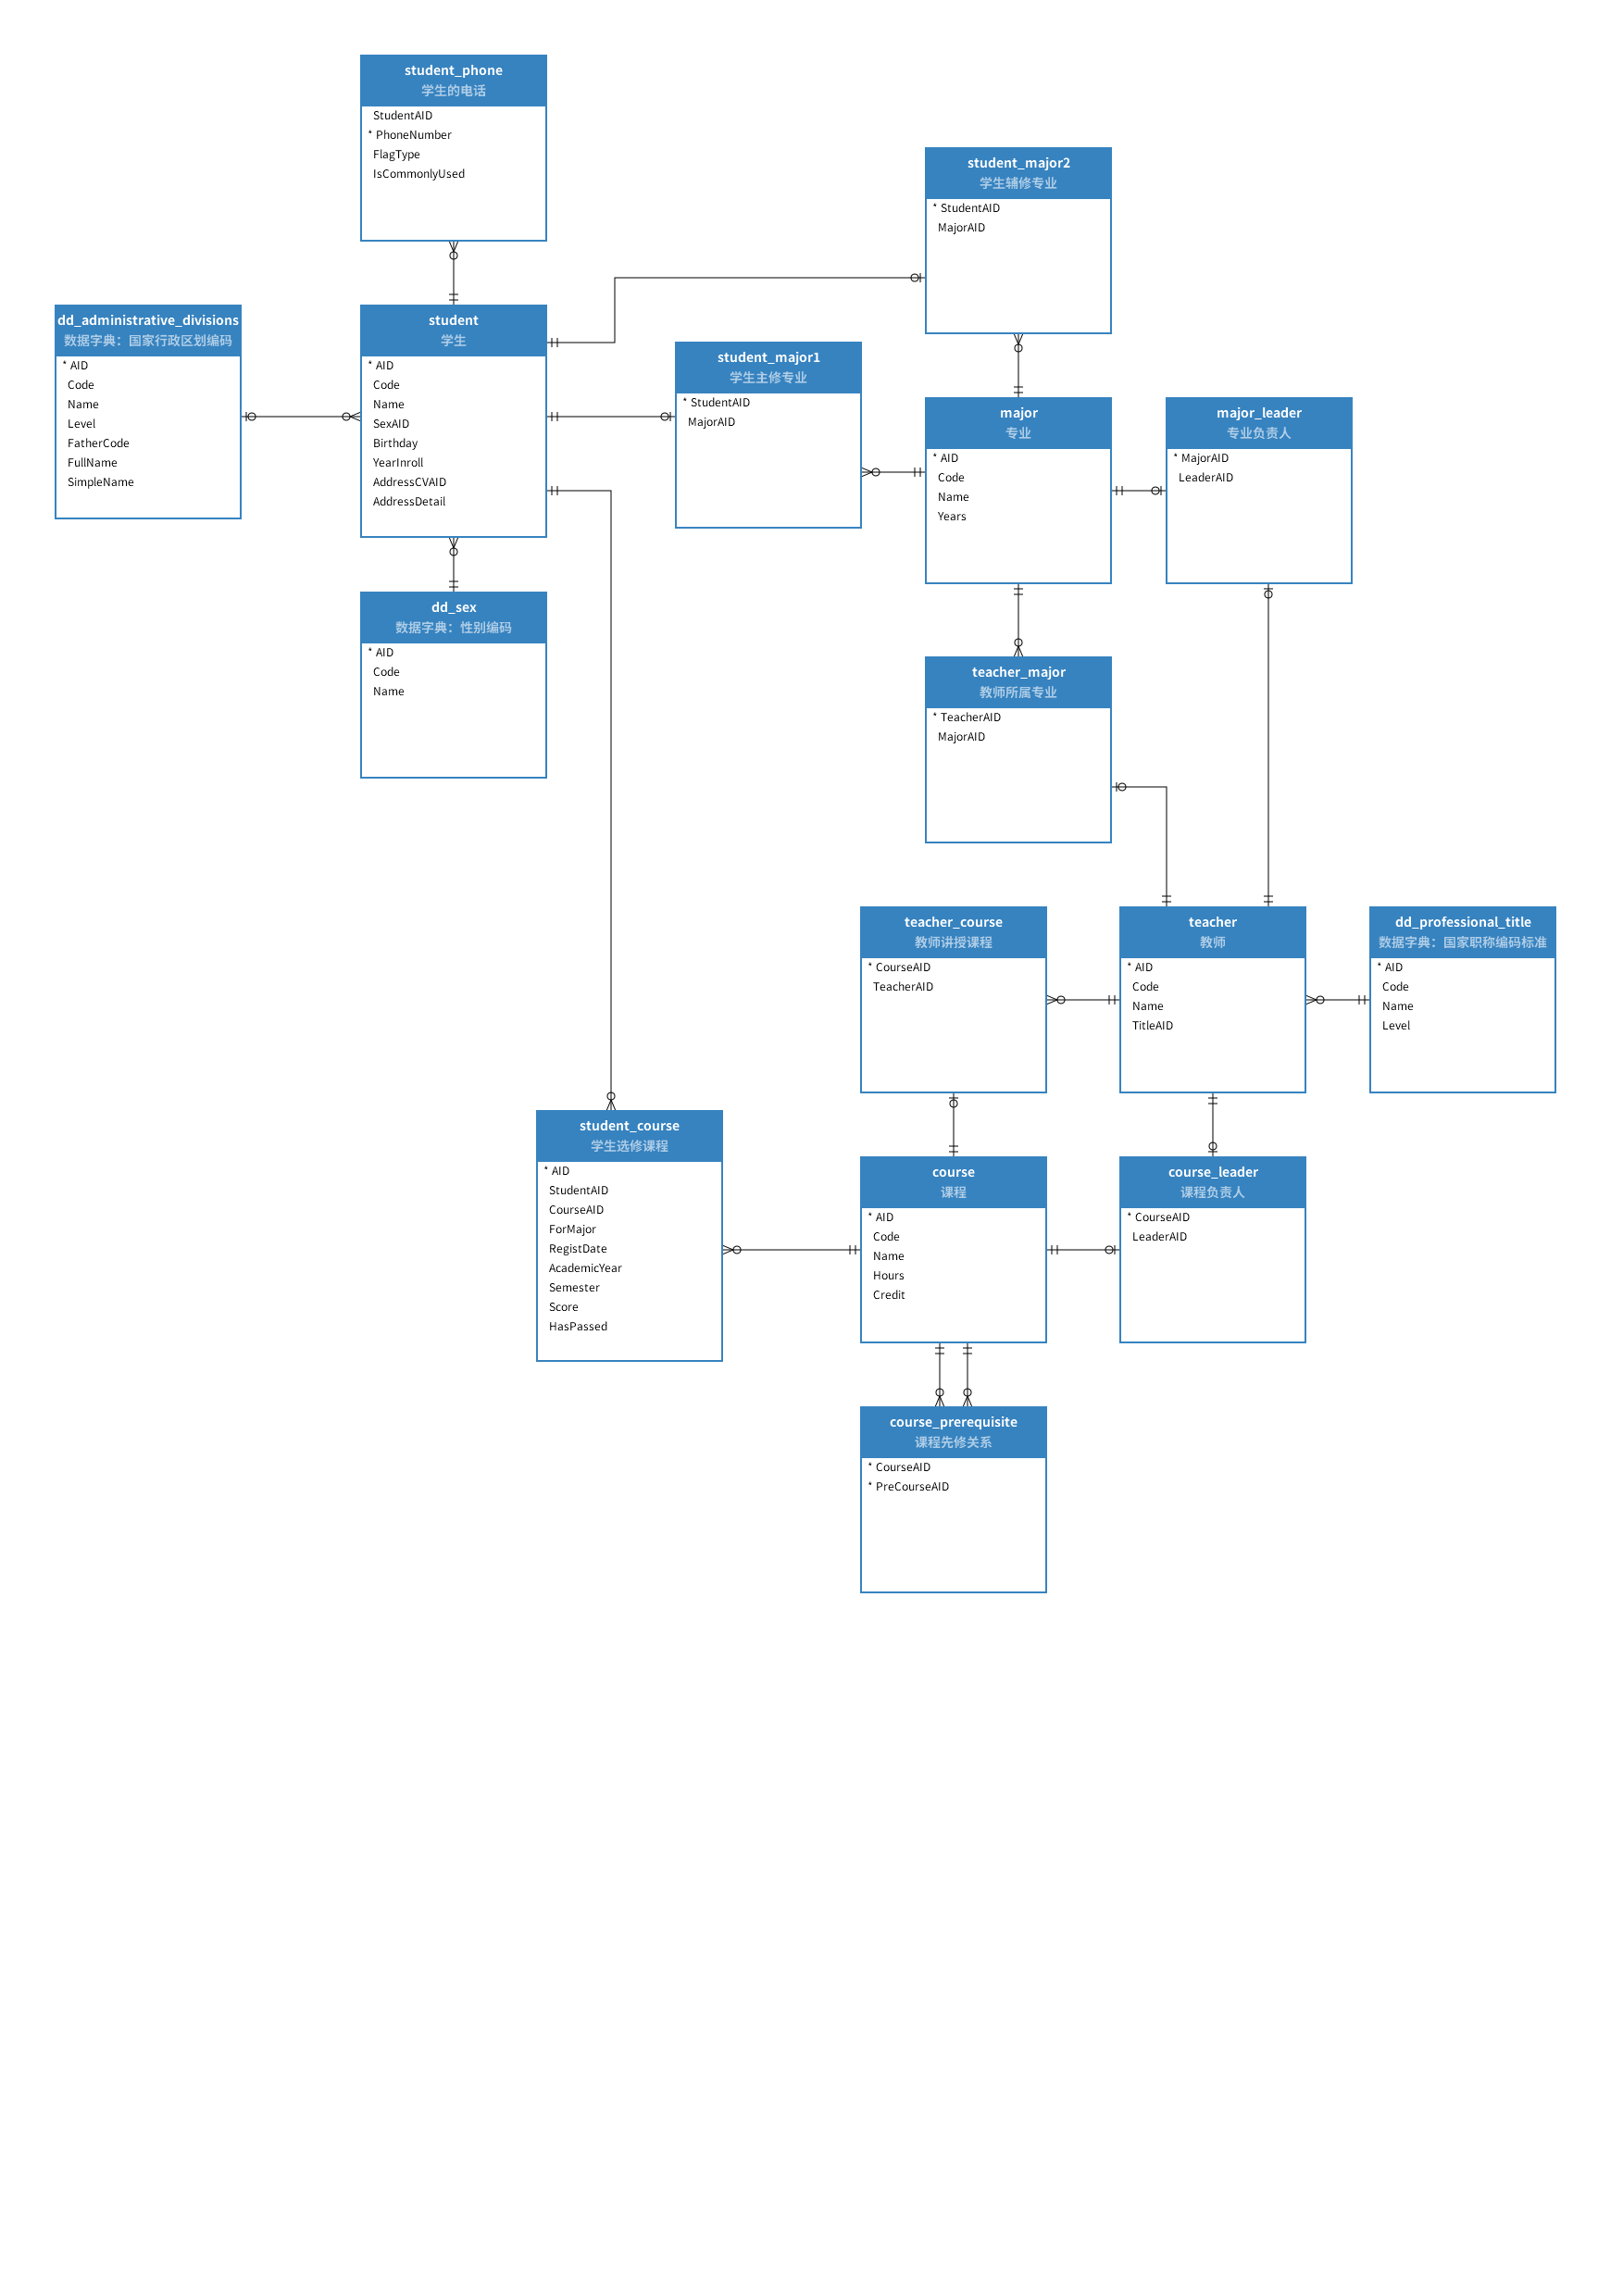 student_phone
学生的电话
StudentAID
* PhoneNumber
FlagType
IsCommonlyUsed
student_major2
学生辅修专业
* StudentAID
MajorAID
dd_administrative_divisions
数据字典：国家行政区划编码
* AID
Code
Name
Level
FatherCode
FullName
SimpleName
student
学生
* AID
Code
Name
SexAID
Birthday
YearInroll
AddressCVAID
AddressDetail
student_major1
学生主修专业
* StudentAID
MajorAID
major
专业
* AID
Code
Name
Years
major_leader
专业负责人
* MajorAID
LeaderAID
dd_sex
数据字典：性别编码
* AID
Code
Name
teacher_major
教师所属专业
* TeacherAID
MajorAID
teacher_course
教师讲授课程
* CourseAID
TeacherAID
teacher
教师
* AID
Code
Name
TitleAID
dd_professional_title
数据字典：国家职称编码标准
* AID
Code
Name
Level
student_course
学生选修课程
* AID
StudentAID
CourseAID
ForMajor
RegistDate
AcademicYear
Semester
Score
HasPassed
course
课程
* AID
Code
Name
Hours
Credit
course_leader
课程负责人
* CourseAID
LeaderAID
course_prerequisite
课程先修关系
* CourseAID
* PreCourseAID